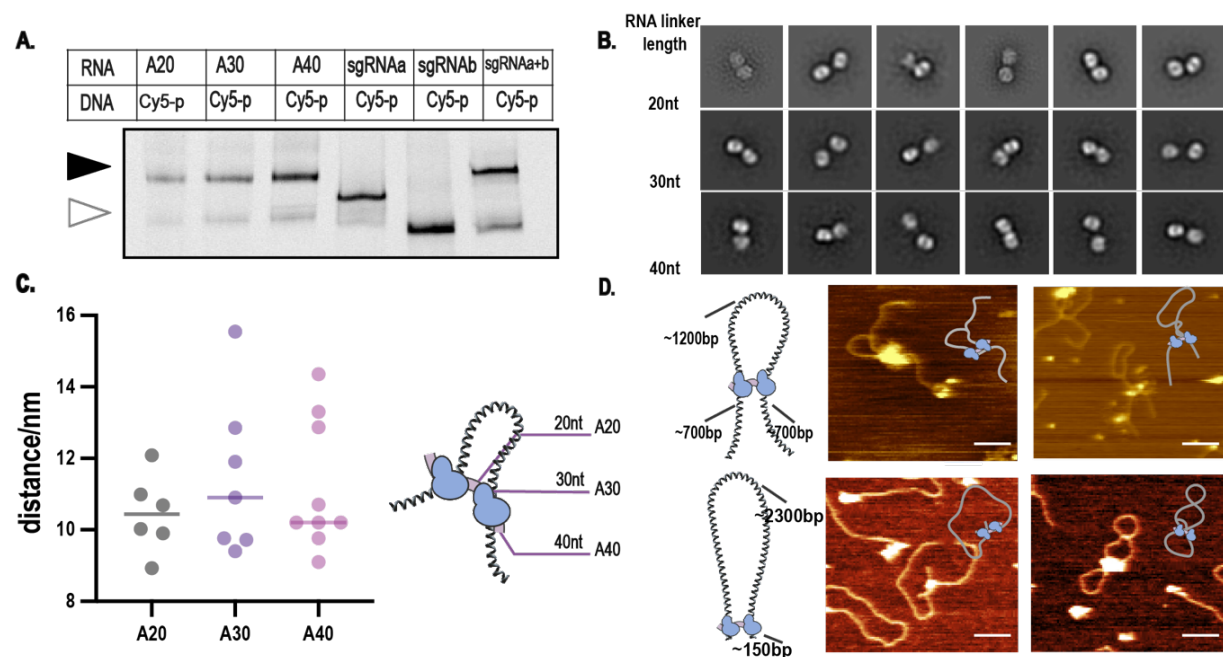 A.
RNA A20 A30 A40 sgRNAa sgRNAb sgRNAa+b
DNA Cy5-p Cy5-p Cy5-p Cy5-p Cy5-p Cy5-p
B.
RNA linker
length
20nt
30nt
40nt
C.
distance/nm
16
14
12
10
8
A20 A30 A40
20nt A20
30nt A30
40nt A40
D.
~1200bp
~700bp ~700bp
~2300bp
~150bp